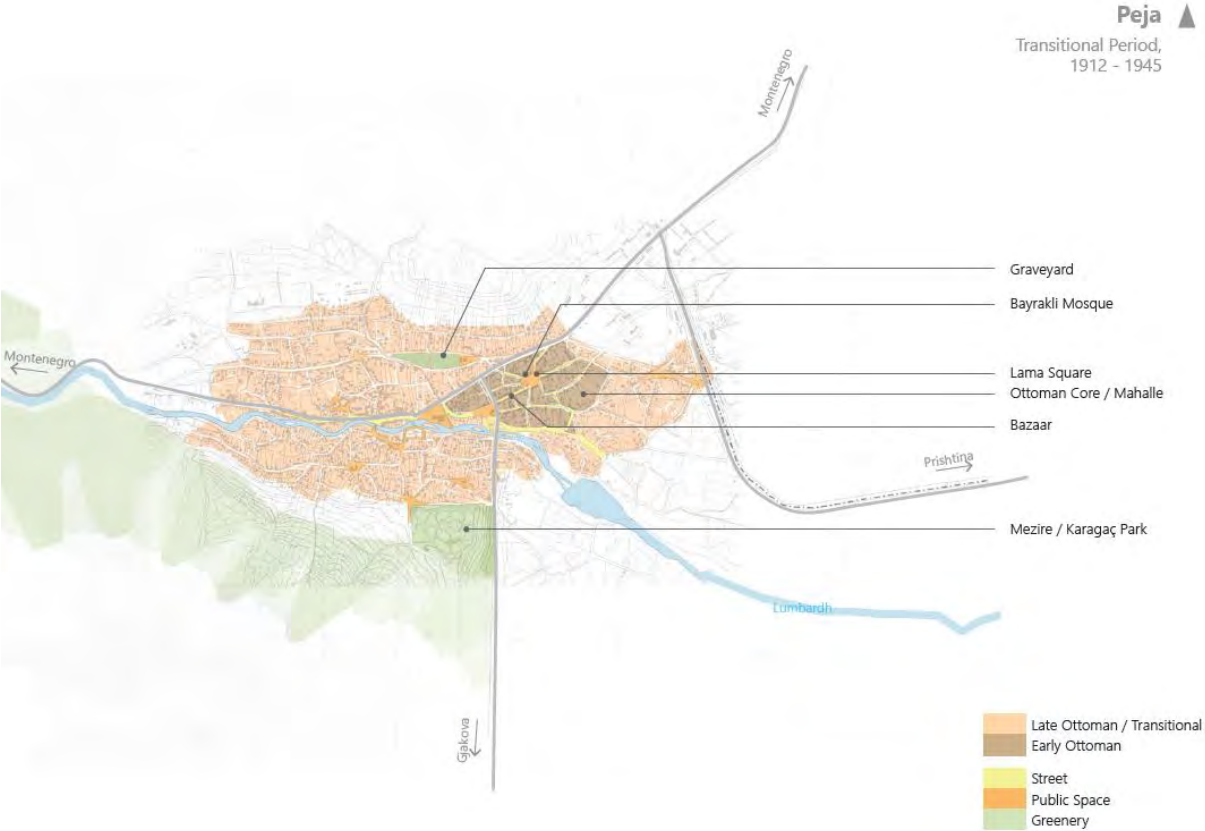 Peja
Transitional Period,
1912 - 1945
Montenegro
Graveyard
Bayrakli Mosque
Montenegro
Lama Square
Ottoman Core / Mahalle
Bazaar
Prishtina
Mezire / Karagaç Park
Lumbardh
Gjakova
Late Ottoman / Transitional
Early Ottoman
Street
Public Space
Greenery